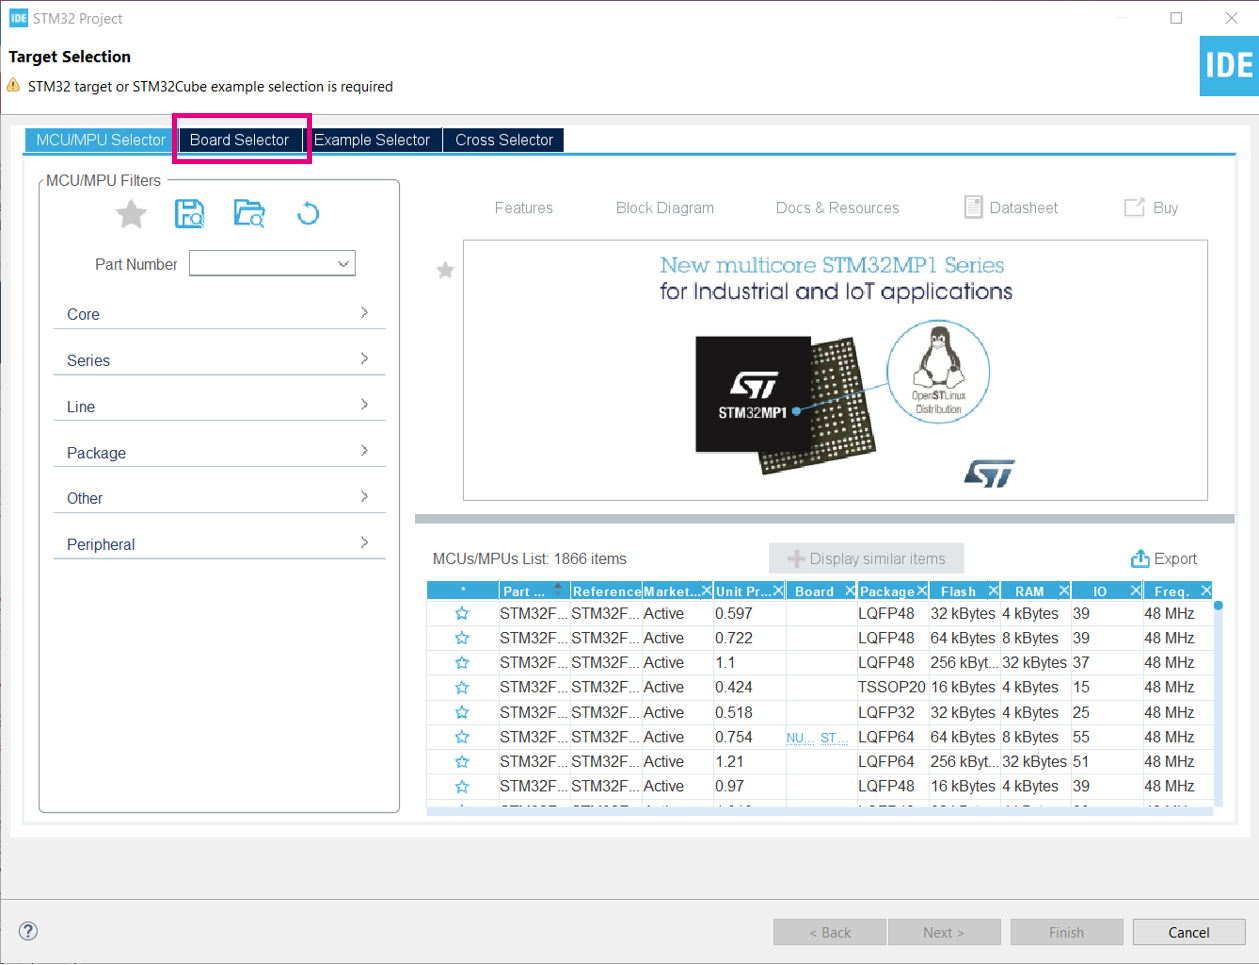 IDE STM32 Project
Target Selection
STM32 target or STM32Cube example selection is required
IDE
MCU/MPU Selector Board Selector Example Selector Cross Selector
MCU/MPU Filters
Part Number
Core
Series
Line
Package
Other
Peripheral
Features Block Diagram Docs & Resources Datasheet Buy
New multicore STM32MP1 Series
for Industrial and IoT applications
ST
STM32MP1
OpenSTLinux
Distribution
ST
MCUs/MPUs List: 1866 items Display similar items Export
* Part ... Reference Market... Unit Pr... Board Package Flash RAM IO Freq.
STM32F... STM32F... Active 0.597 LQFP48 32 kBytes 4 kBytes 39 48 MHz
STM32F... STM32F... Active 0.722 LQFP48 64 kBytes 8 kBytes 39 48 MHz
STM32F... STM32F... Active 1.1 LQFP48 256 kByt... 32 kBytes 37 48 MHz
STM32F... STM32F... Active 0.424 TSSOP20 16 kBytes 4 kBytes 15 48 MHz
STM32F... STM32F... Active 0.518 LQFP32 32 kBytes 4 kBytes 25 48 MHz
STM32F... STM32F... Active 0.754 NU... ST... LQFP64 64 kBytes 8 kBytes 55 48 MHz
STM32F... STM32F... Active 1.21 LQFP64 256 kByt... 32 kBytes 51 48 MHz
STM32F... STM32F... Active 0.97 LQFP48 16 kBytes 4 kBytes 39 48 MHz
? < Back Next > Finish Cancel